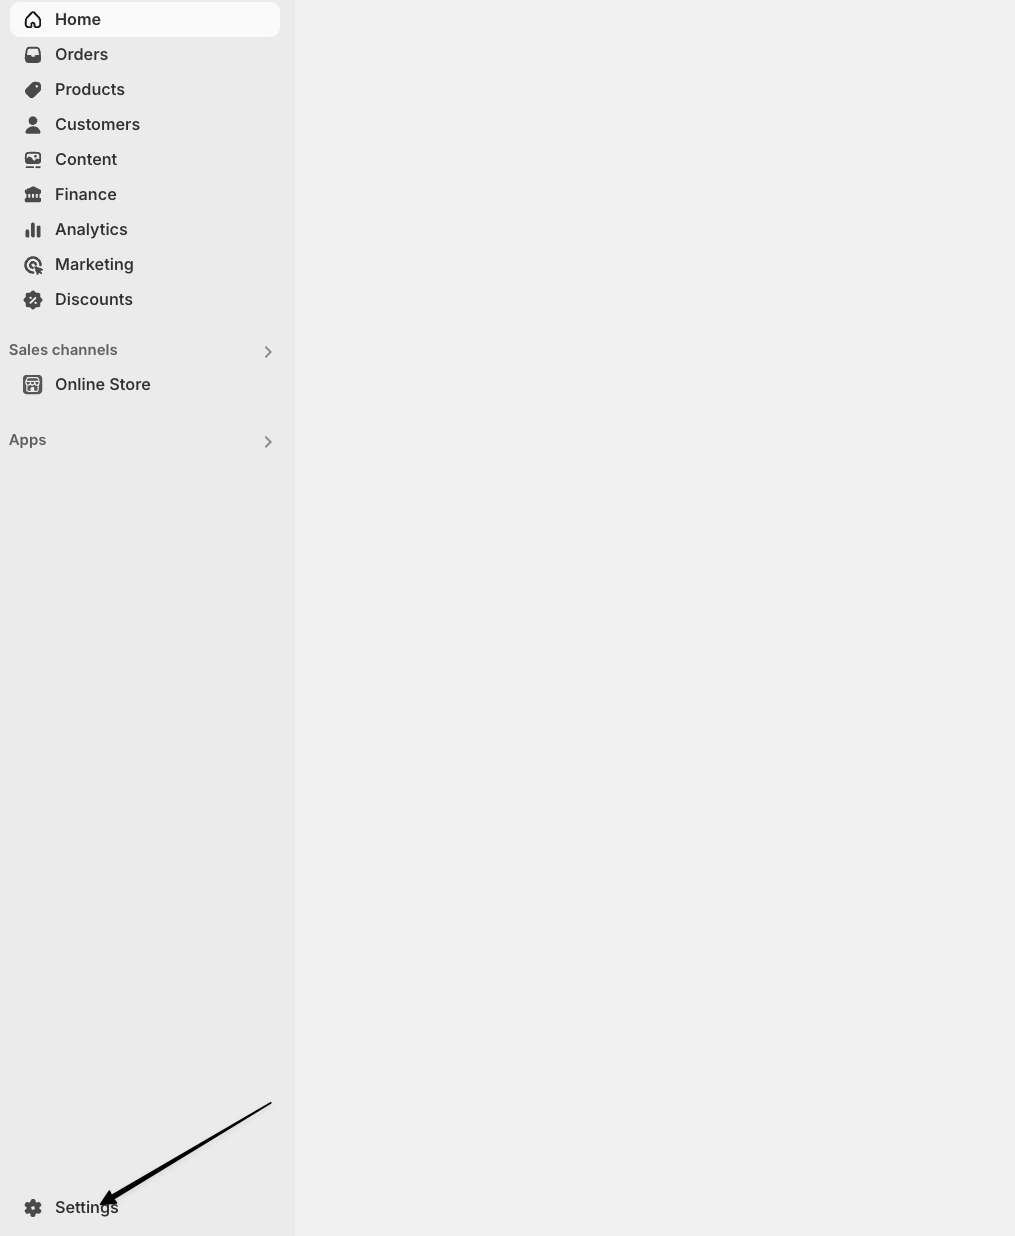 Home
Orders
Products
Customers
Content
Finance
Analytics
Marketing
Discounts
Sales channels
Online Store
Apps
Settings